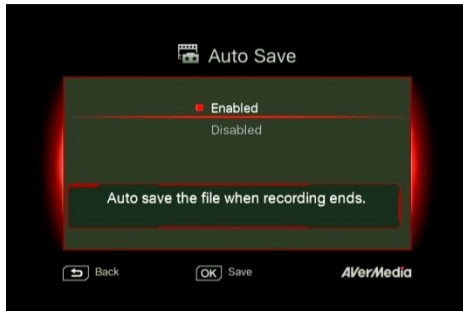 Auto Save
Enabled
Disabled
Auto save the file when recording ends.
Back
OK Save
AVerMedia